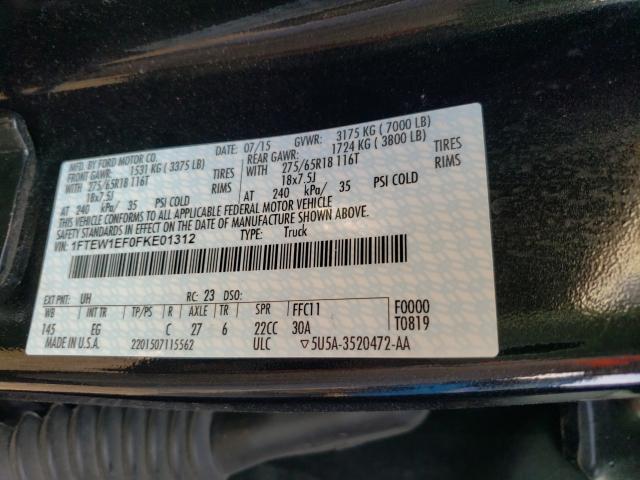 MFD. BY FORD MOTOR CO. DATE: 07/15 GVWR: 3175 KG (7000 LB)
FRONT GAWR: 1531 KG (3375 LB) REAR GAWR: 1724 KG (3800 LB)
WITH 275/65R18 116T TIRES WITH 275/65R18 116T TIRES
18x7.5J RIMS 18x7.5J RIMS
AT 240 kPa/ 35 PSI COLD AT 240 kPa/ 35 PSI COLD
THIS VEHICLE CONFORMS TO ALL APPLICABLE FEDERAL MOTOR VEHICLE
SAFETY STANDARDS IN EFFECT ON THE DATE OF MANUFACTURE SHOWN ABOVE.
VIN: 1FTEW1EF0FKE01312 TYPE: Truck
EXT PNT: UH RC: 23 DSO: FFC11 F0000
WB INT TR TP/PS R AXLE TR SPR T0819
145 EG C 27 6 22CC 30A
MADE IN U.S.A. 2201507115562 ULC ▽5U5A-3520472-AA